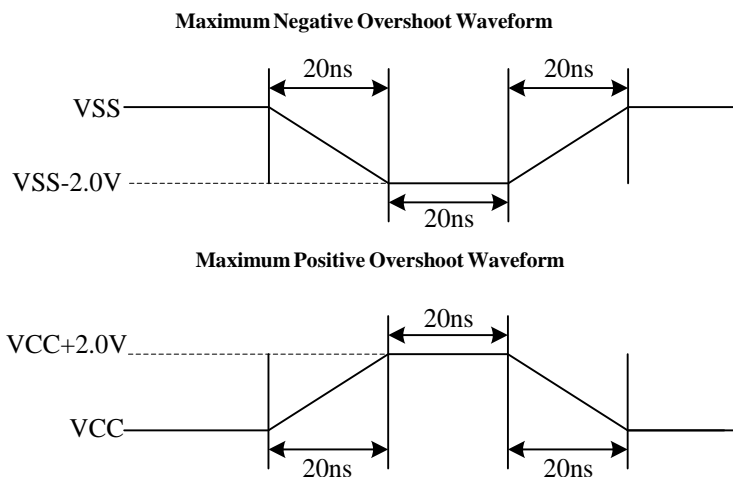 Maximum Negative Overshoot Waveform
20ns
20ns
VSS
VSS-2.0V
20ns
Maximum Positive Overshoot Waveform
20ns
VCC+2.0V
VCC
20ns
20ns